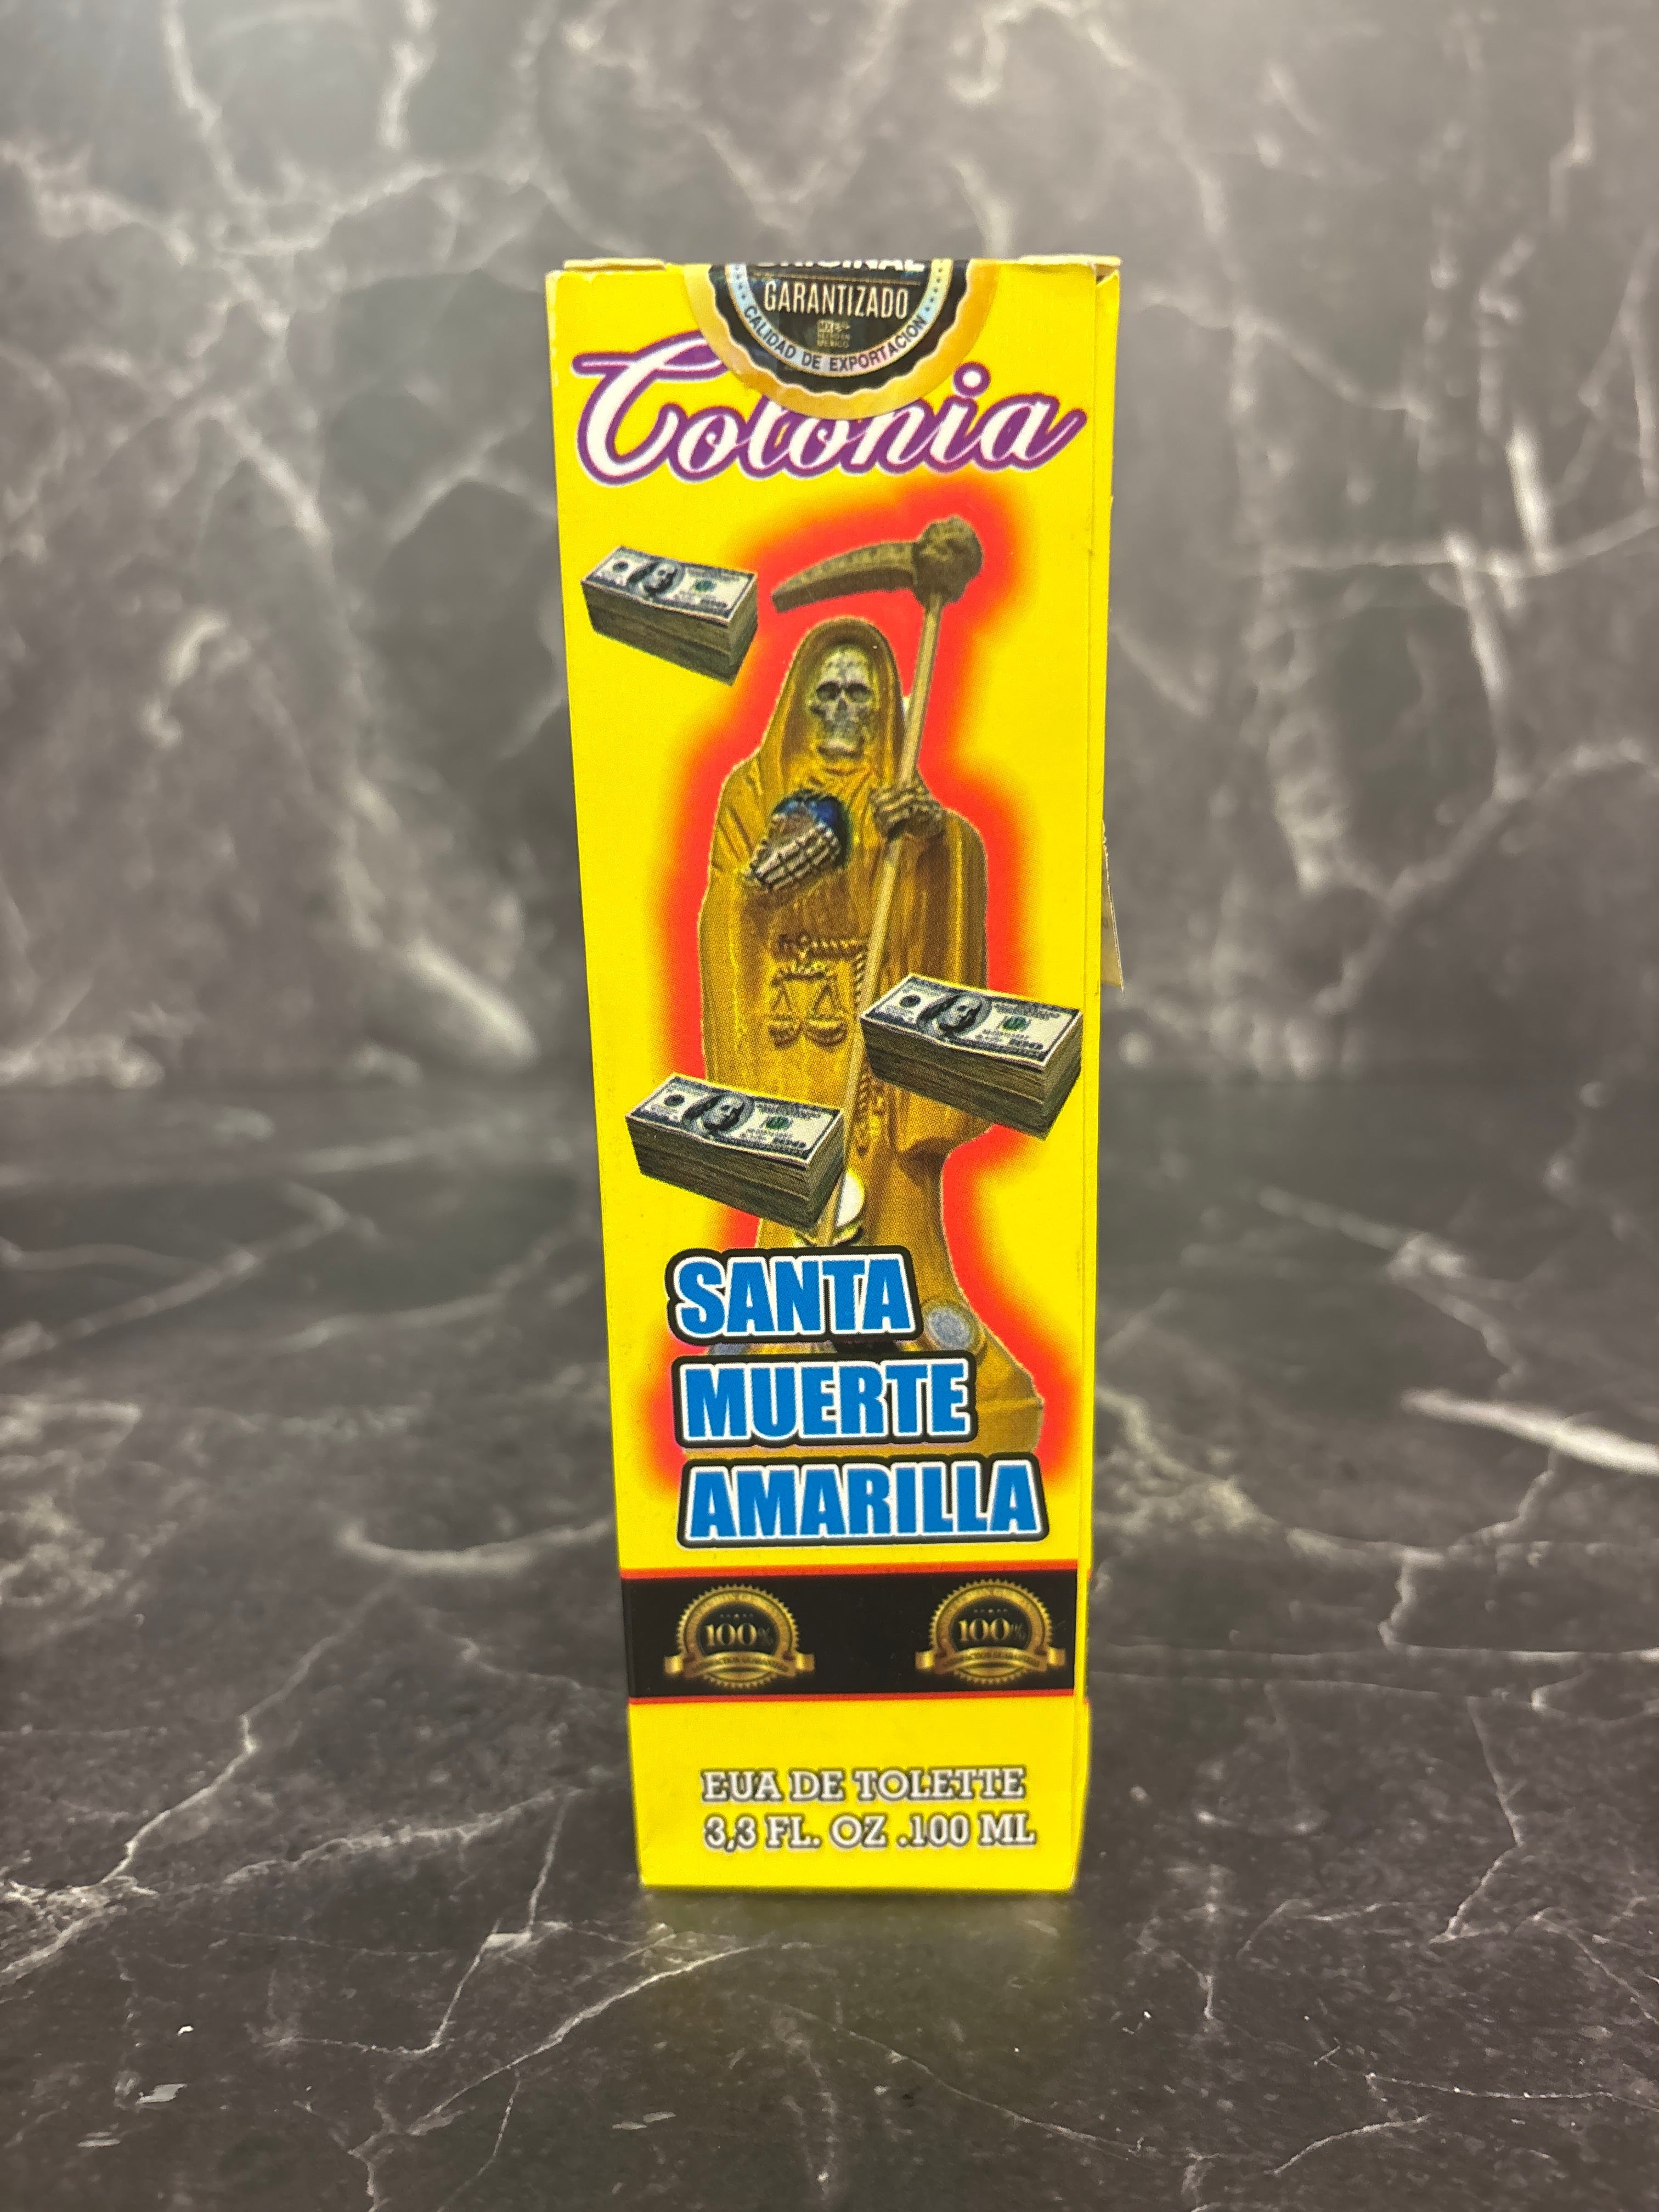 GARANTIZADO
CALIDAD DE EXPORTACION
Colonia
SANTA
MUERTE
AMARILLA
100%
100%
EUA DE TOLETTE
3,3 FL. OZ .100 ML